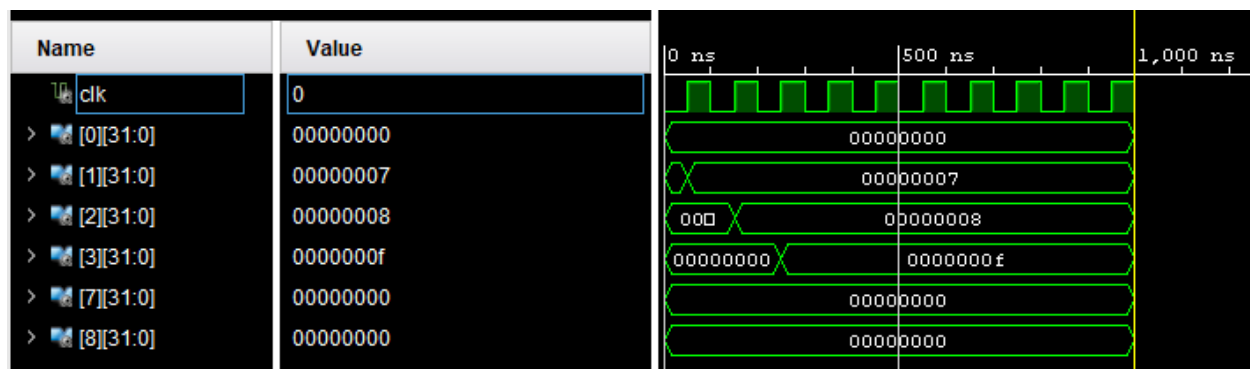 Name Value 0 ns 500 ns 1,000 ns
clk 0
[0][31:0] 00000000 00000000
[1][31:0] 00000007 00000007
[2][31:0] 00000008 00□ 00000008
[3][31:0] 0000000f 00000000 0000000f
[7][31:0] 00000000 00000000
[8][31:0] 00000000 00000000